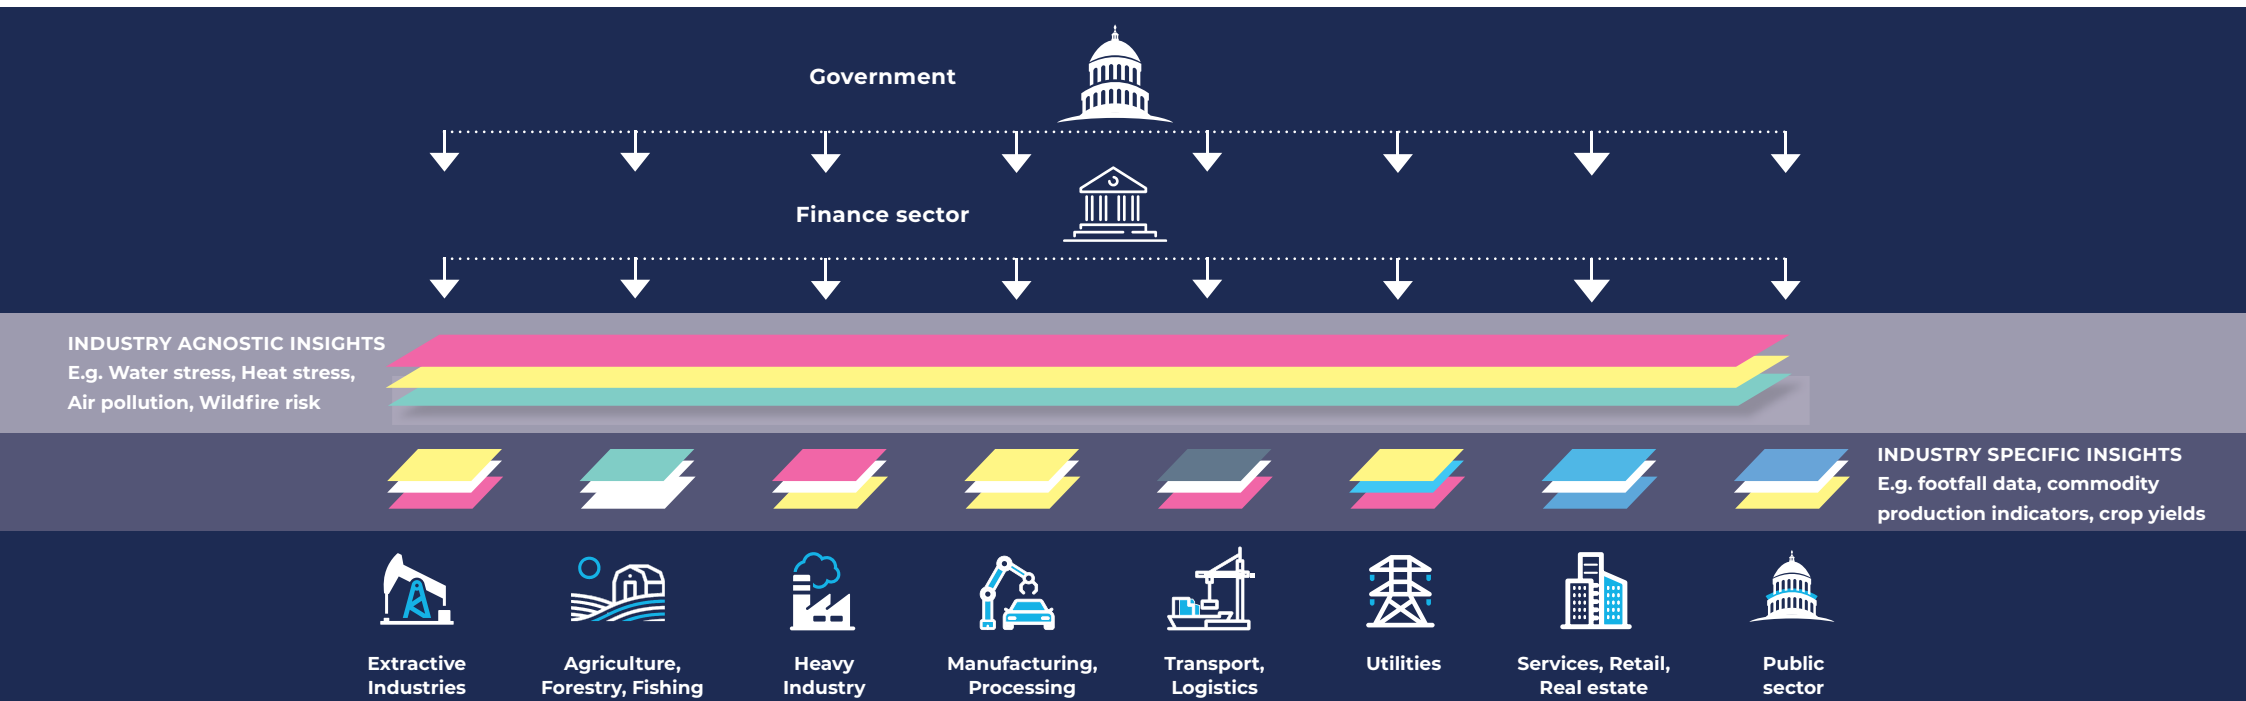 Government
Finance sector
INDUSTRY AGNOSTIC INSIGHTS
E.g. Water stress, Heat stress,
Air pollution, Wildfire risk
INDUSTRY SPECIFIC INSIGHTS
E.g. footfall data, commodity
production indicators, crop yields
Extractive
Industries
Agriculture,
Forestry, Fishing
Heavy
Industry
Manufacturing,
Processing
Transport,
Logistics
Utilities
Services, Retail,
Real estate
Public
sector